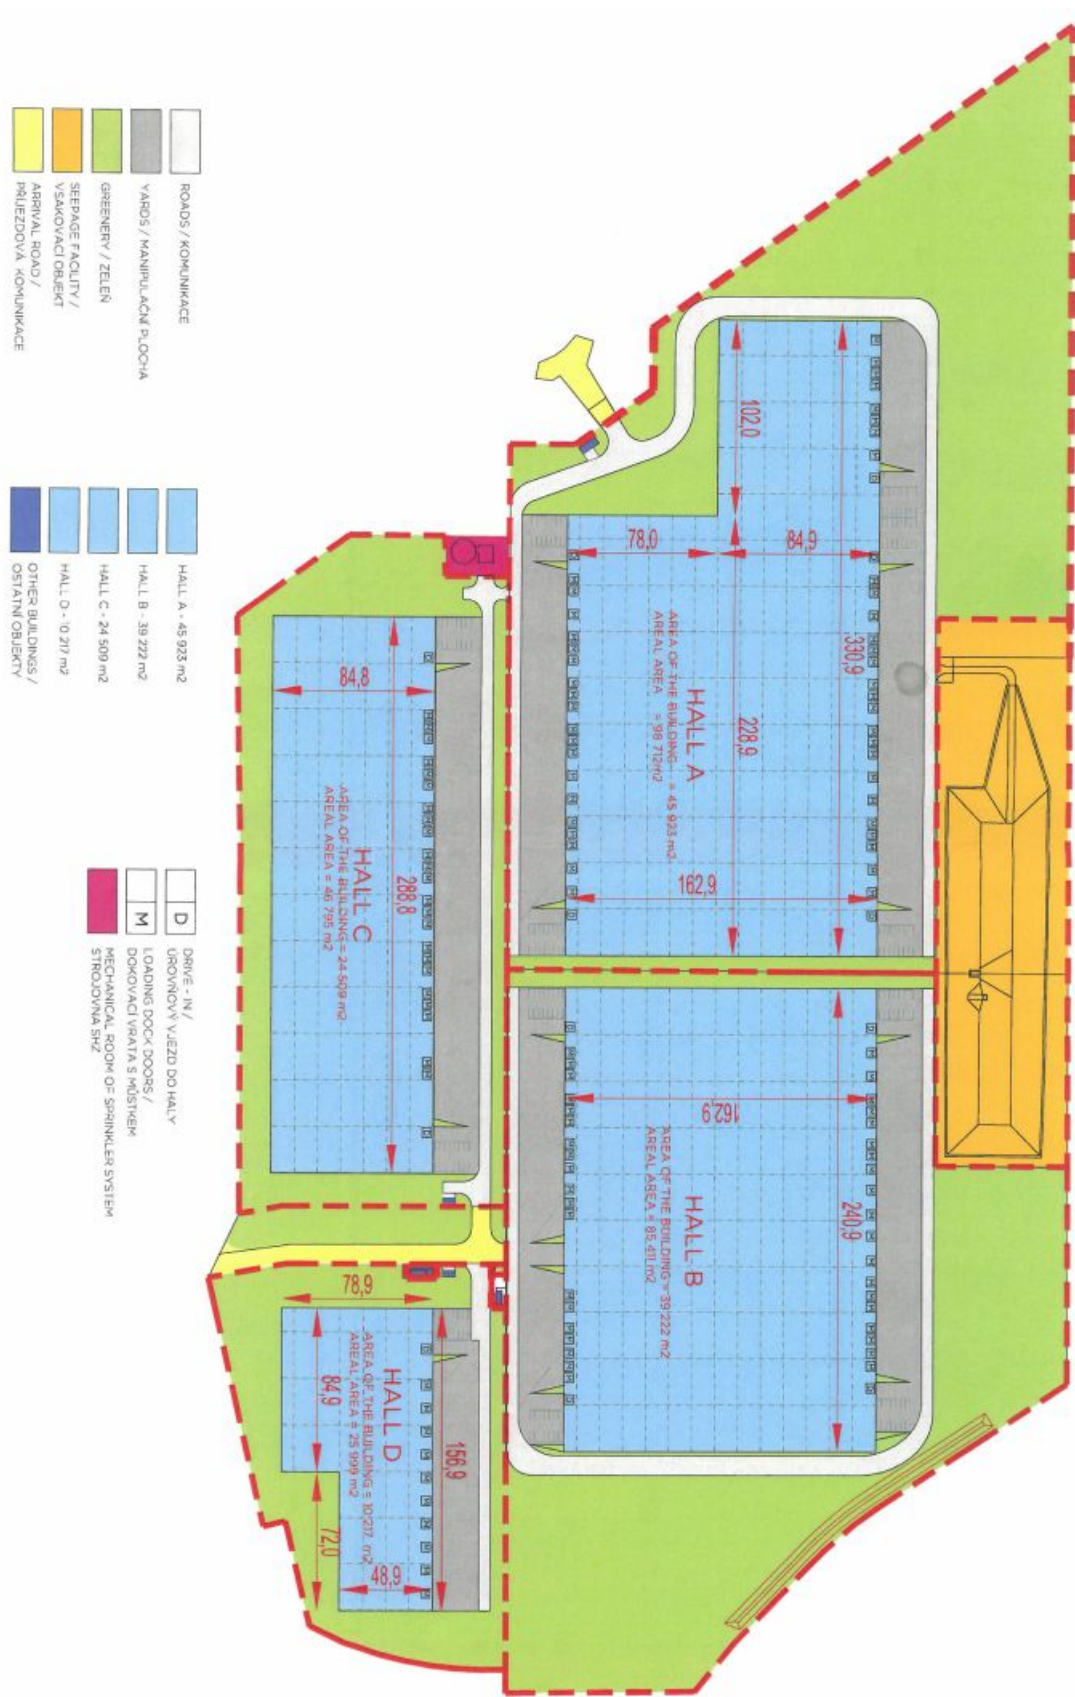 ROADS / KOMUNIKACE
YARDS / MANIPULAČNÍ PLOCHA
GREENERY / ZELEŇ
SEEPAGE FACILITY /
VSAKOVACÍ OBJEKT
ARRIVAL ROAD /
PŘÍJEZDOVÁ KOMUNIKACE
HALL A - 45 923 m2
HALL B - 39 222 m2
HALL C - 24 509 m2
HALL D - 10 217 m2
OTHER BUILDINGS /
OSTATNÍ OBJEKTY
D
DRIVE - IN /
ÚROVŇOVÝ VJEZD DO HALY
M
LOADING DOCK DOORS /
DOKOVACÍ VRATA S MŮSTKEM
MECHANICAL ROOM OF SPRINKLER SYSTEM
STROJOVNA SHZ
HALL A
AREA OF THE BUILDING = 45 923 m2
AREAL AREA = 98 712m2
102,0
78,0
84,9
330,9
228,9
162,9
HALL B
AREA OF THE BUILDING = 39 222 m2
AREAL AREA = 85 411 m2
162,9
240,9
HALL C
AREA OF THE BUILDING = 24 509 m2
AREAL AREA = 46 795 m2
84,8
288,8
HALL D
AREA OF THE BUILDING = 10 217 m2
AREAL AREA = 25 999 m2
78,9
84,9
156,9
72,0
48,9